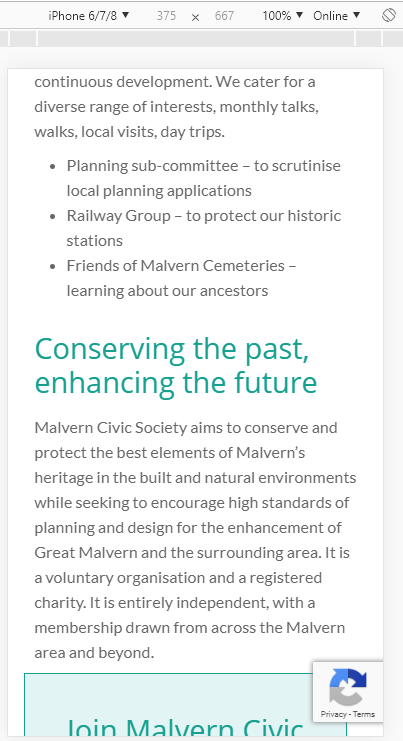 iPhone 6/7/8 ▼ 375 x 667 100% ▼ Online ▼
continuous development. We cater for a
diverse range of interests, monthly talks,
walks, local visits, day trips.
• Planning sub-committee – to scrutinise
local planning applications
• Railway Group – to protect our historic
stations
• Friends of Malvern Cemeteries –
learning about our ancestors
Conserving the past,
enhancing the future
Malvern Civic Society aims to conserve and
protect the best elements of Malvern’s
heritage in the built and natural environments
while seeking to encourage high standards of
planning and design for the enhancement of
Great Malvern and the surrounding area. It is
a voluntary organisation and a registered
charity. It is entirely independent, with a
membership drawn from across the Malvern
area and beyond.
Join Malvern Civic
Privacy - Terms